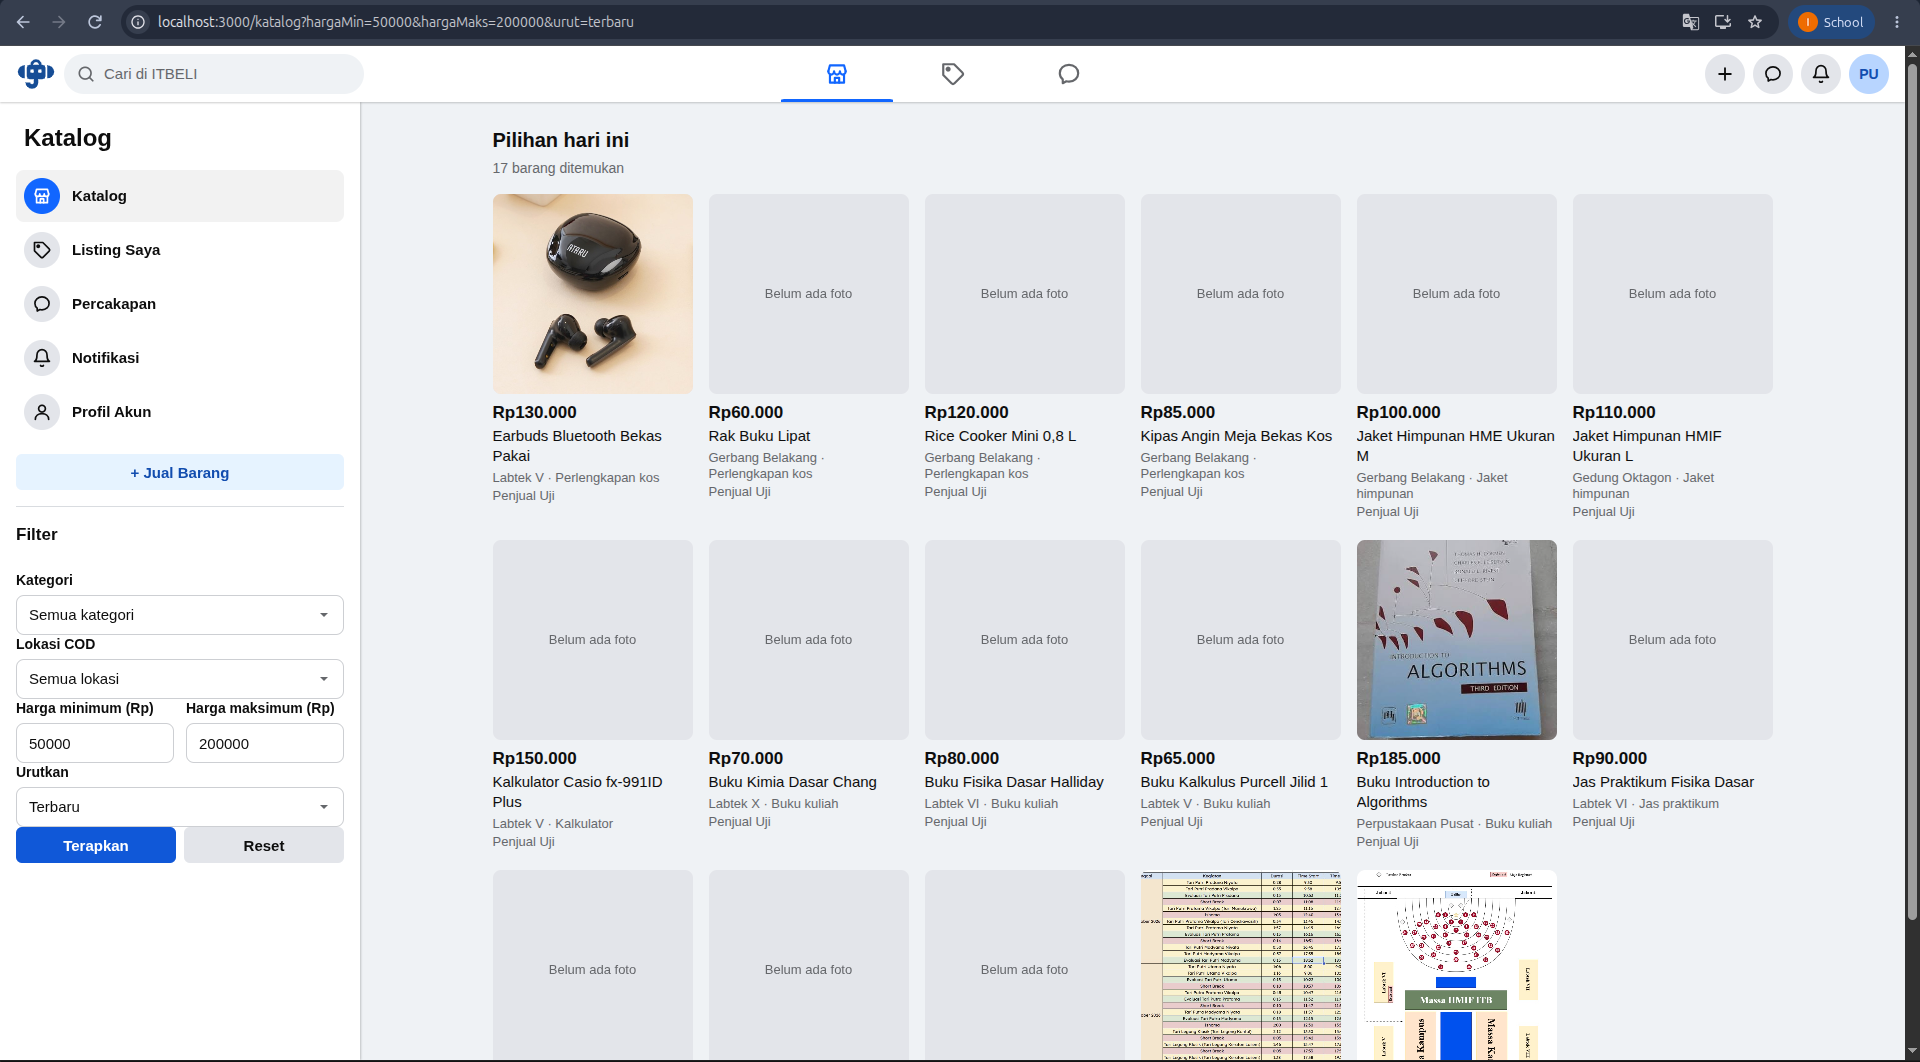 localhost:3000/katalog?hargaMin=50000&hargaMaks=200000&urut=terbaru
I
School
Cari di ITBELI
PU
Katalog
Katalog
Listing Saya
Percakapan
Notifikasi
Profil Akun
+ Jual Barang
Filter
Kategori
Semua kategori
Lokasi COD
Semua lokasi
Harga minimum (Rp)
Harga maksimum (Rp)
50000
200000
Urutkan
Terbaru
Terapkan
Reset
Pilihan hari ini
17 barang ditemukan
ATARU
Rp130.000
Earbuds Bluetooth Bekas
Pakai
Labtek V · Perlengkapan kos
Penjual Uji
Belum ada foto
Rp60.000
Rak Buku Lipat
Gerbang Belakang ·
Perlengkapan kos
Penjual Uji
Belum ada foto
Rp120.000
Rice Cooker Mini 0,8 L
Gerbang Belakang ·
Perlengkapan kos
Penjual Uji
Belum ada foto
Rp85.000
Kipas Angin Meja Bekas Kos
Gerbang Belakang ·
Perlengkapan kos
Penjual Uji
Belum ada foto
Rp100.000
Jaket Himpunan HME Ukuran
M
Gerbang Belakang · Jaket
himpunan
Penjual Uji
Belum ada foto
Rp110.000
Jaket Himpunan HMIF
Ukuran L
Gedung Oktagon · Jaket
himpunan
Penjual Uji
Belum ada foto
Rp150.000
Kalkulator Casio fx-991ID
Plus
Labtek V · Kalkulator
Penjual Uji
Belum ada foto
Rp70.000
Buku Kimia Dasar Chang
Labtek X · Buku kuliah
Penjual Uji
Belum ada foto
Rp80.000
Buku Fisika Dasar Halliday
Labtek VI · Buku kuliah
Penjual Uji
Belum ada foto
Rp65.000
Buku Kalkulus Purcell Jilid 1
Labtek V · Buku kuliah
Penjual Uji
INTRODUCTION TO
ALGORITHMS
THIRD EDITION
Rp185.000
Buku Introduction to
Algorithms
Perpustakaan Pusat · Buku kuliah
Penjual Uji
Belum ada foto
Rp90.000
Jas Praktikum Fisika Dasar
Labtek VI · Jas praktikum
Penjual Uji
Belum ada foto
Belum ada foto
Belum ada foto
Massa HMIF ITB